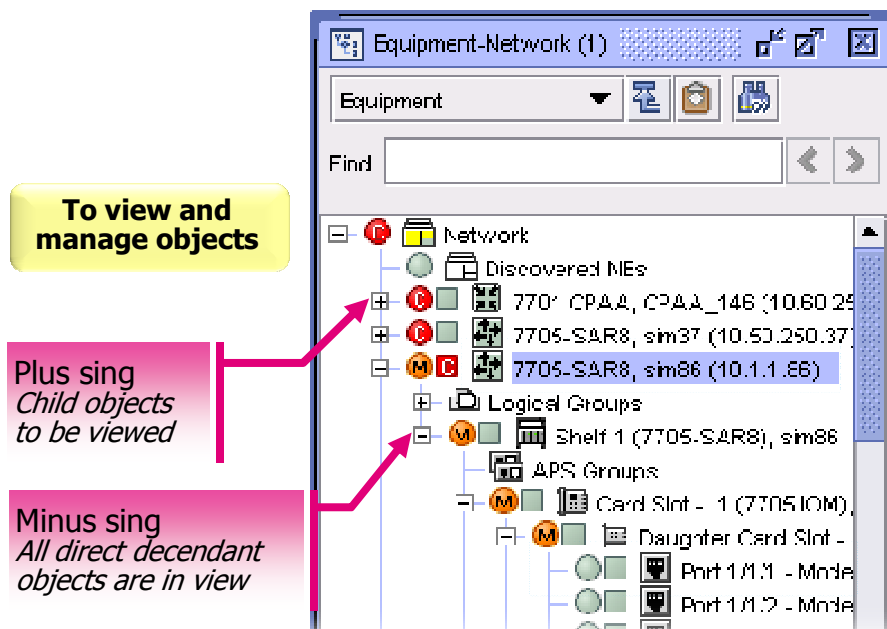 Equipment-Network (1)
Equipment
Find
To view and
manage objects
Network
Discovered NEs
7701 CPAA, CPAA_146 (10.60.25
7705-SAR8, sim37 (10.50.250.37)
7705-SAR8, sim86 (10.1.1.86)
Logical Groups
Shelf 1 (7705-SAR8), sim86
APS Groups
Card Slot - 1 (7705 IOM),
Daughter Card Slot -
Port 1/1/1 - Mode
Port 1/1/2 - Mode
Plus sing
Child objects
to be viewed
Minus sing
All direct decendant
objects are in view